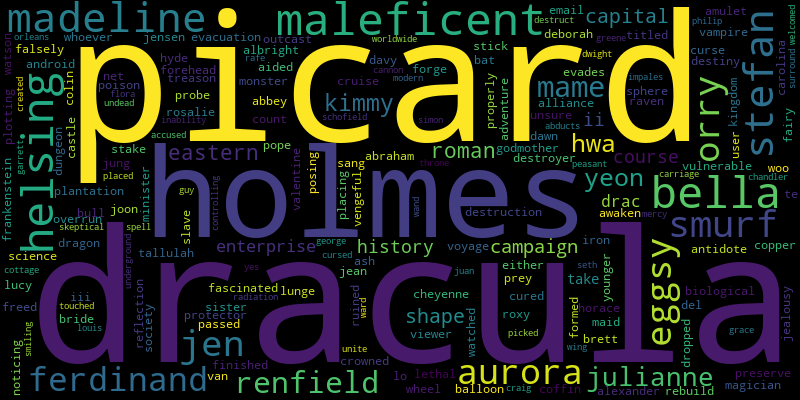 madeline whoever jensen evacuation maleficent email capital philip amulet
orleans worldwide deborah titled vampire welcomed
watson falsely android hyde outcast albright stick rafe destruct greene dwight curse
plotting colin net forehead treason aided davy bat mame evades destiny
helsing poison monster cruise forge properly cannon modern sphere impales stefan surround
created undead flora probe kimmy adventure alliance raven carolina
picard
castle rosalie abbey count schofield ii unsure orry kingdom fairy
garrett accused inability simon hwa abducts dawn user
dungeon stake pope eastern valentine posing abraham roman godmother course vulnerable
frankenstein jung placed minister guy sang throne destroyer peasant carriage chandler woo
plantation holmes placing vengeful yeon bella te
overrun bull joon slave controlling wand drac awaken mercy smurf
skeptical spell george destruction
science dragon tallulah enterprise history campaign iron antidote copper
cottage underground yes cursed voyage either seth eggsy
lucy iii reflection society fascinated jean ash juan prey take younger biological
dracula
freed touched sister lunge radiation cheyenne cured formed horace del jealousy
bride protector ruined ward shape roxy maid dropped
louis passed viewer watched picked brett grace
noticing smiling jen unite crowned wing
ferdinand van finished renfield lo lethal aurora julianne preserve
wheel balloon craig coffin alexander rebuild magician